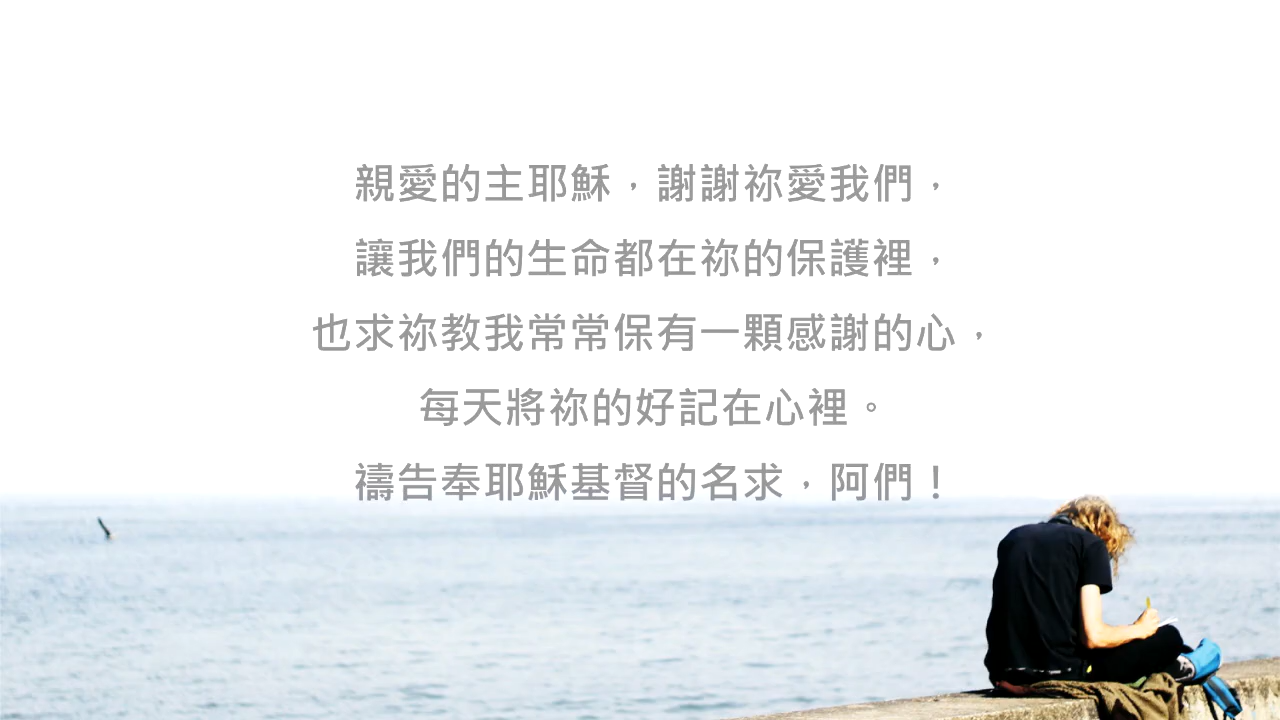 親愛的主耶穌，謝謝祢愛我們，
讓我們的生命都在祢的保護裡，
也求祢教我常常保有一顆感謝的心，
每天將祢的好記在心裡。
禱告奉耶穌基督的名求，阿們！